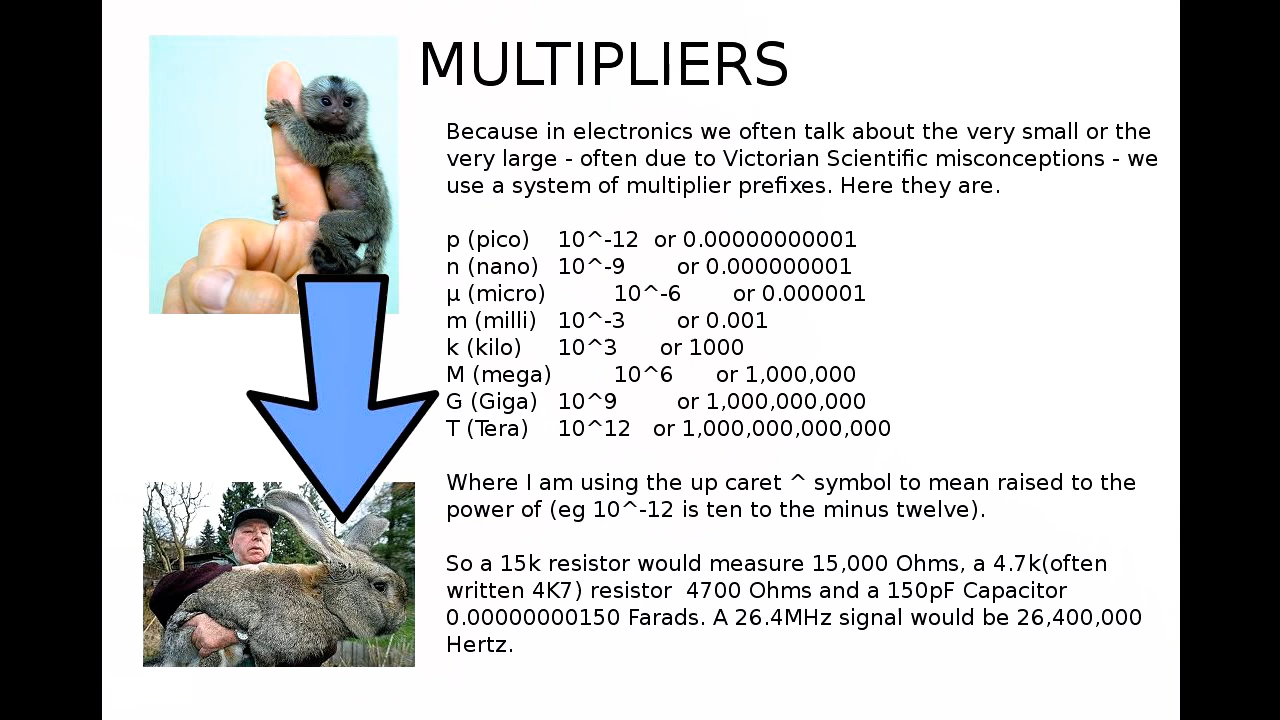 MULTIPLIERS
Because in electronics we often talk about the very small or the
very large - often due to Victorian Scientific misconceptions - we
use a system of multiplier prefixes. Here they are.
p (pico) 10^-12 or 0.00000000001
n (nano) 10^-9 or 0.000000001
µ (micro) 10^-6 or 0.000001
m (milli) 10^-3 or 0.001
k (kilo) 10^3 or 1000
M (mega) 10^6 or 1,000,000
G (Giga) 10^9 or 1,000,000,000
T (Tera) 10^12 or 1,000,000,000,000
Where I am using the up caret ^ symbol to mean raised to the
power of (eg 10^-12 is ten to the minus twelve).
So a 15k resistor would measure 15,000 Ohms, a 4.7k(often
written 4K7) resistor 4700 Ohms and a 150pF Capacitor
0.00000000150 Farads. A 26.4MHz signal would be 26,400,000
Hertz.